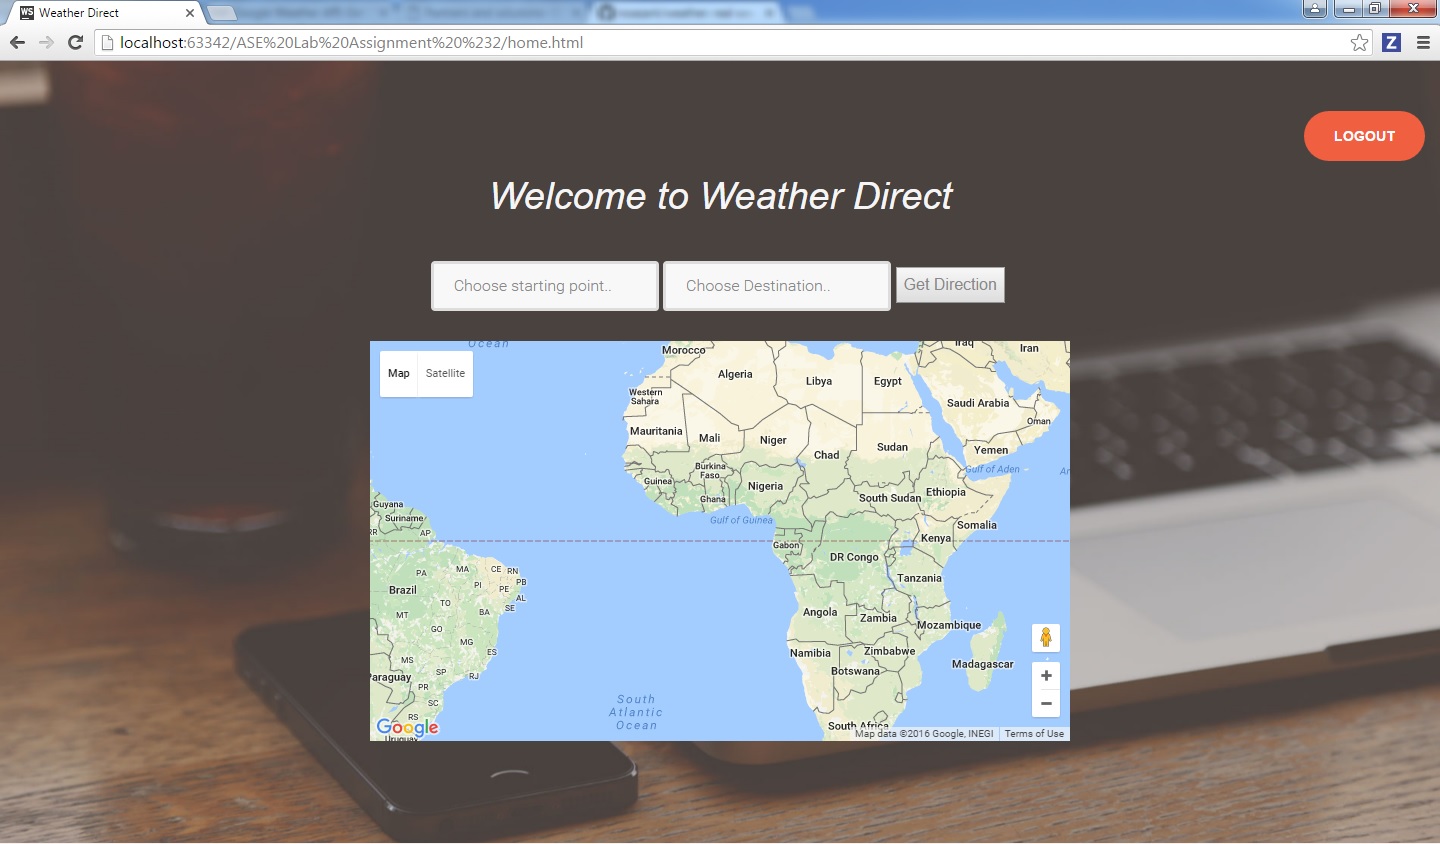 Weather Direct
localhost:63342/ASE%20Lab%20Assignment%20%232/home.html
LOGOUT
Welcome to Weather Direct
Choose starting point..
Choose Destination..
Get Direction
Map
Satellite
Ocean
Morocco
Iraq
Iran
Algeria
Libya
Egypt
Western
Sahara
Saudi Arabia
Oman
Mauritania
Mali
Niger
Chad
Sudan
Yemen
Gulf of Aden
Ar
Burkina
Faso
Guinea
Nigeria
Ghana
South Sudan
Ethiopia
Guyana
Suriname
Gulf of Guinea
Somalia
RR
AP
Kenya
Gabon
DR Congo
PA
MA
CE
RN
Tanzania
Brazil
PI
PE
PB
AL
TO
BA
SE
MT
Angola
Zambia
Mozambique
GO
MG
ES
Namibia
Zimbabwe
MS
Botswana
Madagascar
Paraguay
SP
RJ
PR
SC
South
Atlantic
Ocean
RS
Google
South Africa
Uruguay
Map data ©2016 Google, INEGI
Terms of Use